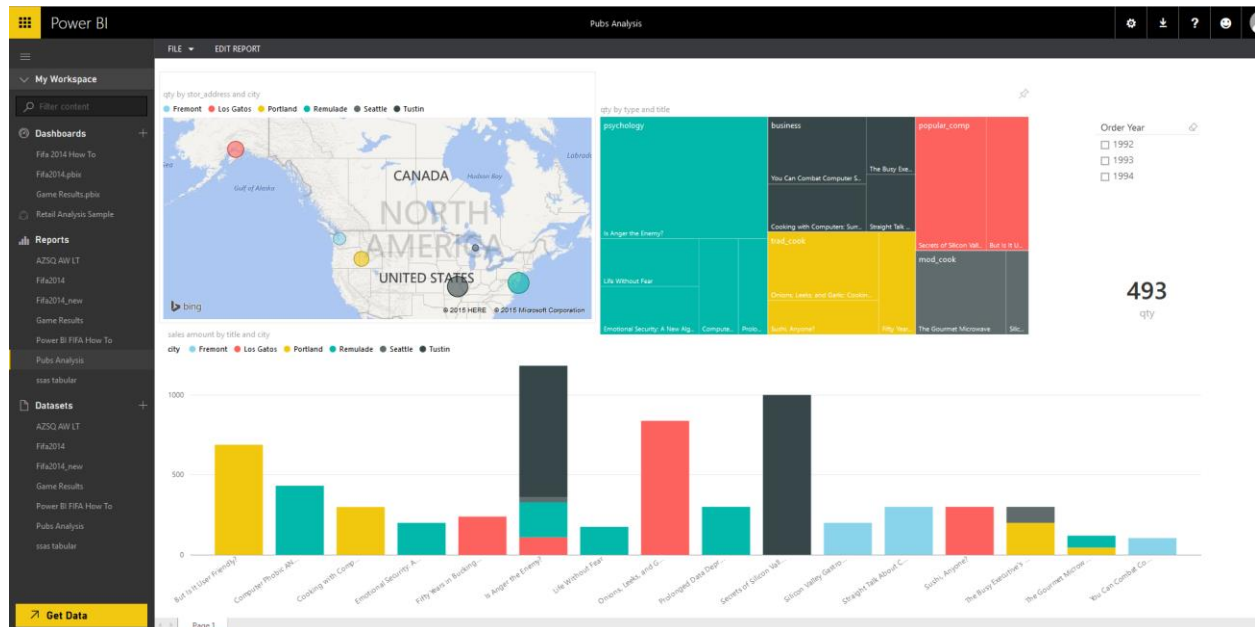 Power BI
Pubs Analysis
?
FILE
EDIT REPORT
My Workspace
Filter content
Dashboards
Fifa 2014 How To
Fifa2014.pbix
Game Results.pbix
Retail Analysis Sample
Reports
AZSQ AW LT
Fifa2014
Fifa2014_new
Game Results
Power BI FIFA How To
Pubs Analysis
ssas tabular
Datasets
AZSQ AW LT
Fifa2014
Fifa2014_new
Game Results
Power BI FIFA How To
Pubs Analysis
ssas tabular
Get Data
qty by stor_address and city
Fremont Los Gatos Portland Remulade Seattle Tustin
CANADA
Hudson Bay
Labrad
Sea
Gulf of Alaska
NORTH
AMERICA
UNITED STATES
bing
© 2015 HERE © 2015 Microsoft Corporation
qty by type and title
psychology
Is Anger the Enemy?
Life Without Fear
Emotional Security: A New Alg...
Compute...
Prolo...
business
You Can Combat Computer S...
The Busy Exe...
Cooking with Computers: Surr...
Straight Talk ...
trad_cook
Onions, Leeks, and Garlic: Cookin...
Sushi, Anyone?
Fifty Year...
popular_comp
Secrets of Silicon Vall...
But Is It U...
mod_cook
The Gourmet Microwave
Silic...
Order Year
1992
1993
1994
493
qty
sales amount by title and city
city Fremont Los Gatos Portland Remulade Seattle Tustin
1000
500
0
But Is It User Friendly?
Computer Phobic AN...
Cooking with Comp...
Emotional Security: A...
Fifty Years in Bucking...
Is Anger the Enemy?
Life Without Fear
Onions, Leeks, and G...
Prolonged Data Depr...
Secrets of Silicon Vall...
Silicon Valley Gastro...
Straight Talk About C...
Sushi, Anyone?
The Busy Executive's ...
The Gourmet Microw...
You Can Combat Co...
Page 1